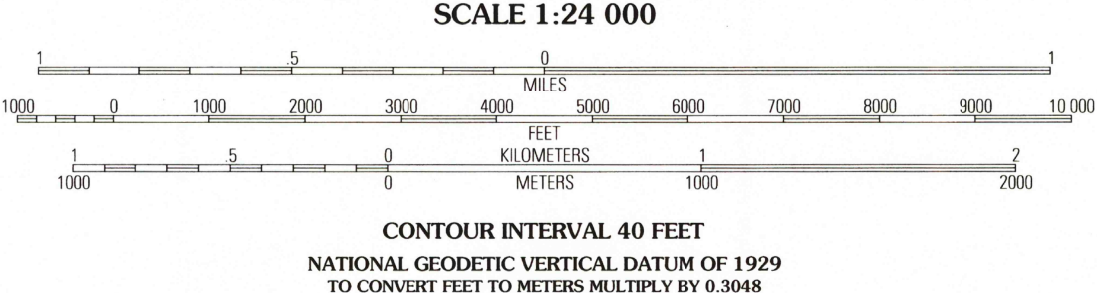 SCALE 1:24 000
1 .5 0 1
MILES
1000 0 1000 2000 3000 4000 5000 6000 7000 8000 9000 10 000
FEET
1 .5 0 KILOMETERS 1 2
1000 0 METERS 1000 2000
CONTOUR INTERVAL 40 FEET
NATIONAL GEODETIC VERTICAL DATUM OF 1929
TO CONVERT FEET TO METERS MULTIPLY BY 0.3048